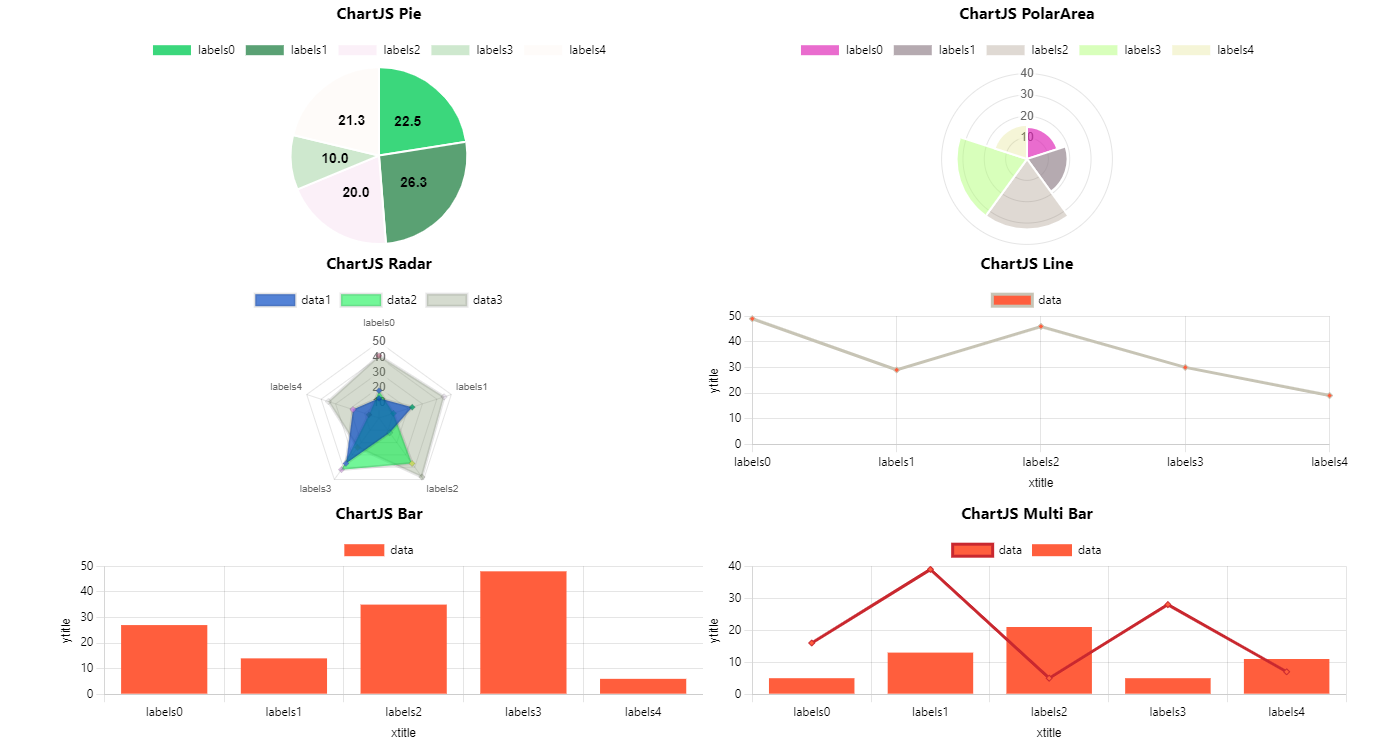 ChartJS Pie
labels0 labels1 labels2 labels3 labels4
22.5
21.3
10.0
26.3
20.0
ChartJS PolarArea
labels0 labels1 labels2 labels3 labels4
40
30
20
10
ChartJS Radar
data1 data2 data3
labels0
50
40
30
20
labels4 labels1
labels3 labels2
ChartJS Line
data
50
40
30
20
10
0
ytitle
labels0 labels1 labels2 labels3 labels4
xtitle
ChartJS Bar
data
50
40
30
20
10
0
ytitle
labels0 labels1 labels2 labels3 labels4
xtitle
ChartJS Multi Bar
data data
40
30
20
10
0
ytitle
labels0 labels1 labels2 labels3 labels4
xtitle